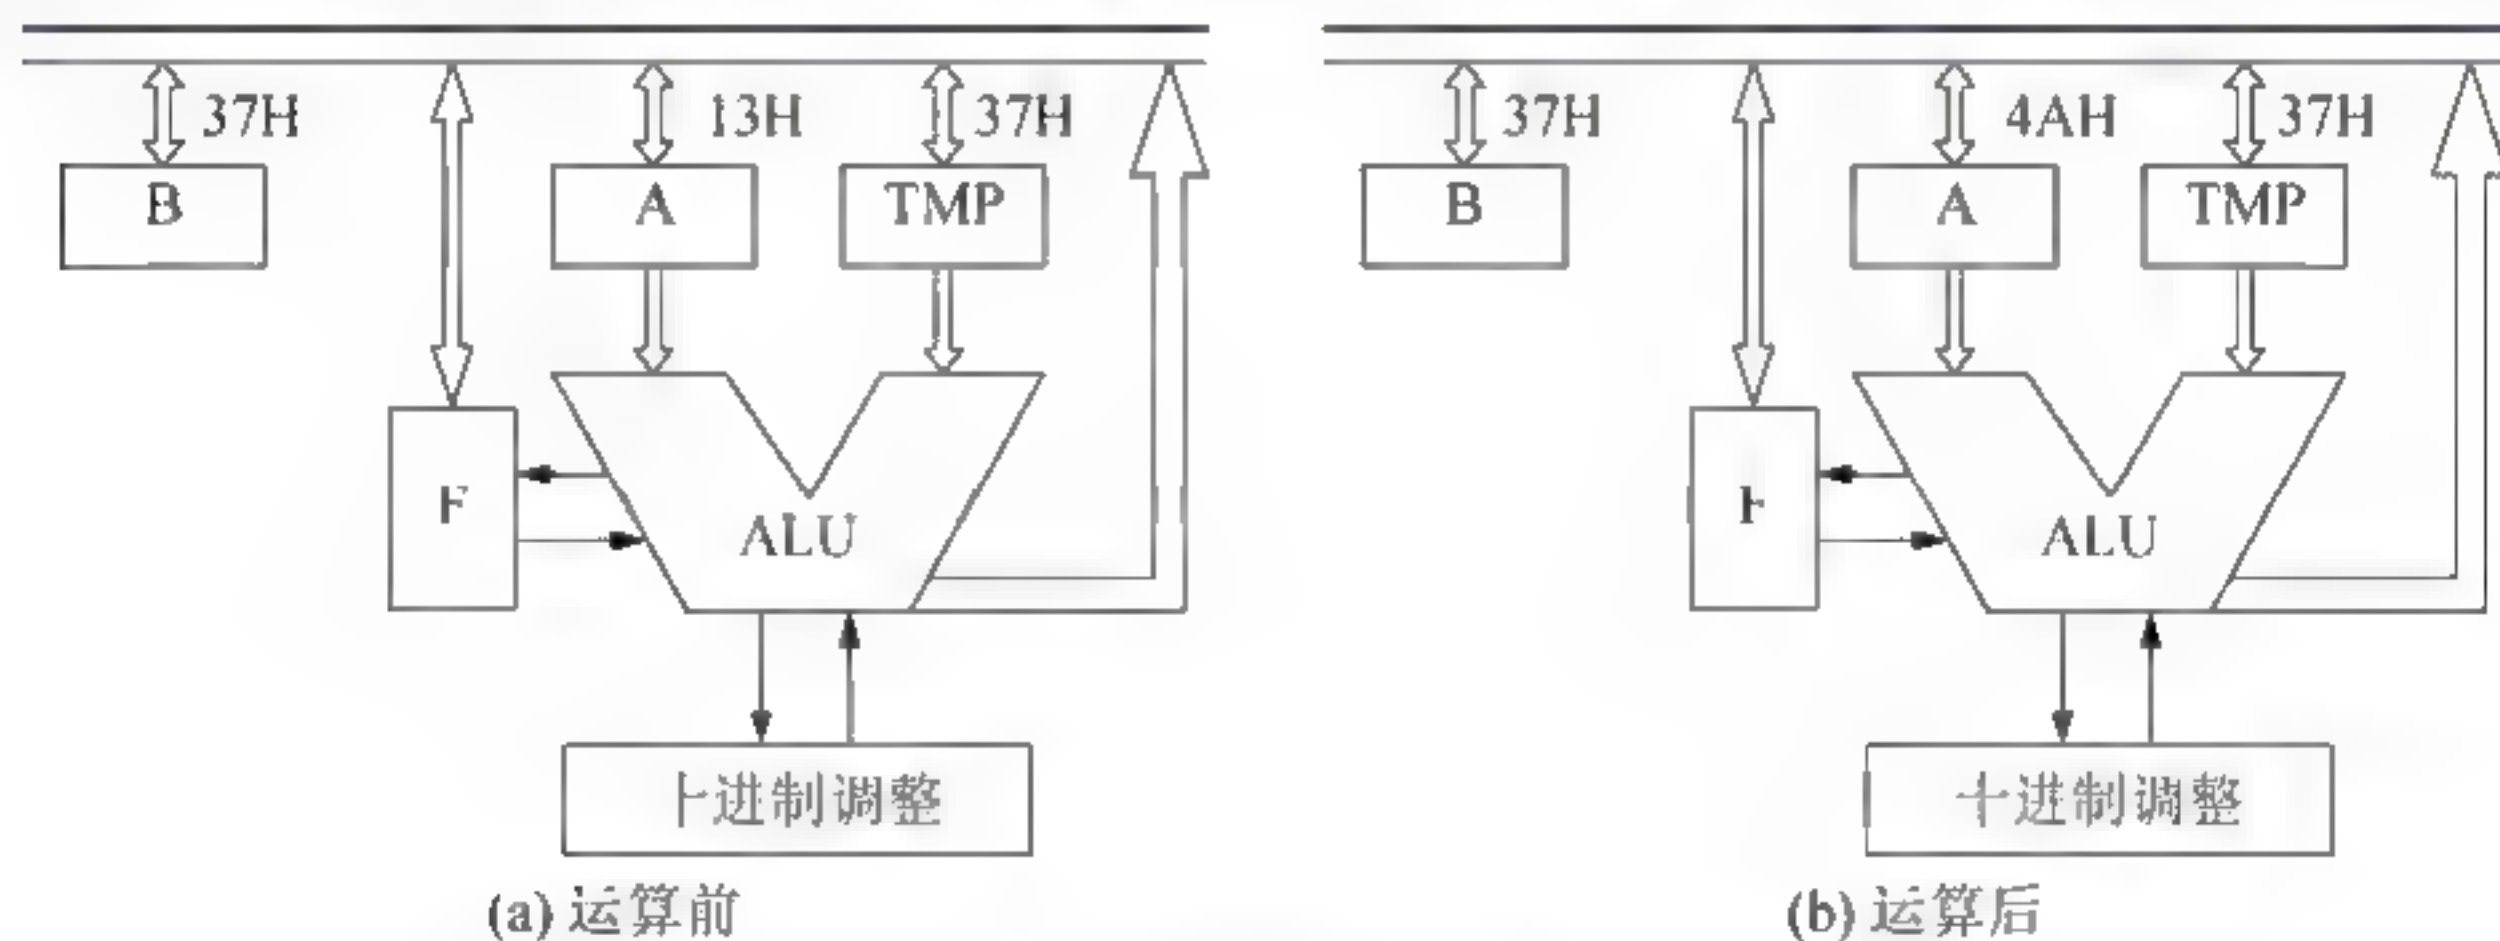 37H 13H 37H 37H 4AH 37H
B A TMP B A TMP
F ALU F ALU
十进制调整 十进制调整
(a) 运算前 (b) 运算后